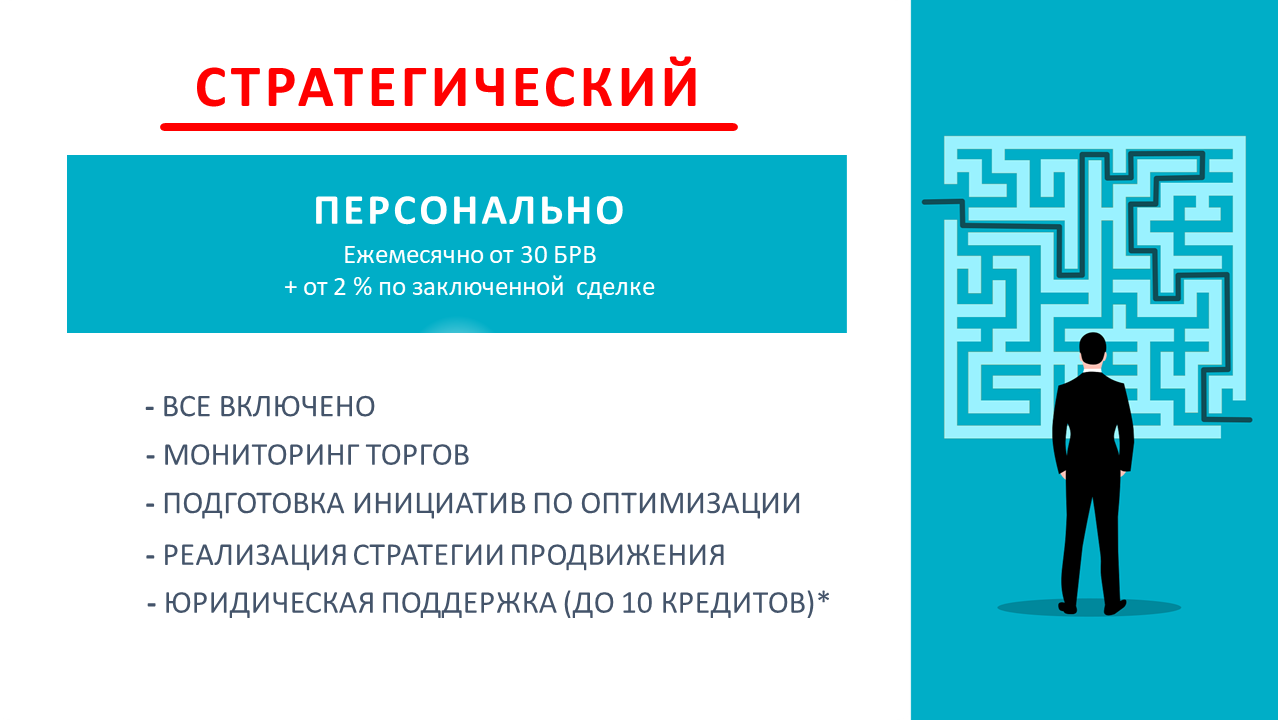 СТРАТЕГИЧЕСКИЙ
ПЕРСОНАЛЬНО
Ежемесячно от 30 БРВ
+ от 2 % по заключенной сделке
- ВСЕ ВКЛЮЧЕНО
- МОНИТОРИНГ ТОРГОВ
- ПОДГОТОВКА ИНИЦИАТИВ ПО ОПТИМИЗАЦИИ
- РЕАЛИЗАЦИЯ СТРАТЕГИИ ПРОДВИЖЕНИЯ
- ЮРИДИЧЕСКАЯ ПОДДЕРЖКА (ДО 10 КРЕДИТОВ)*